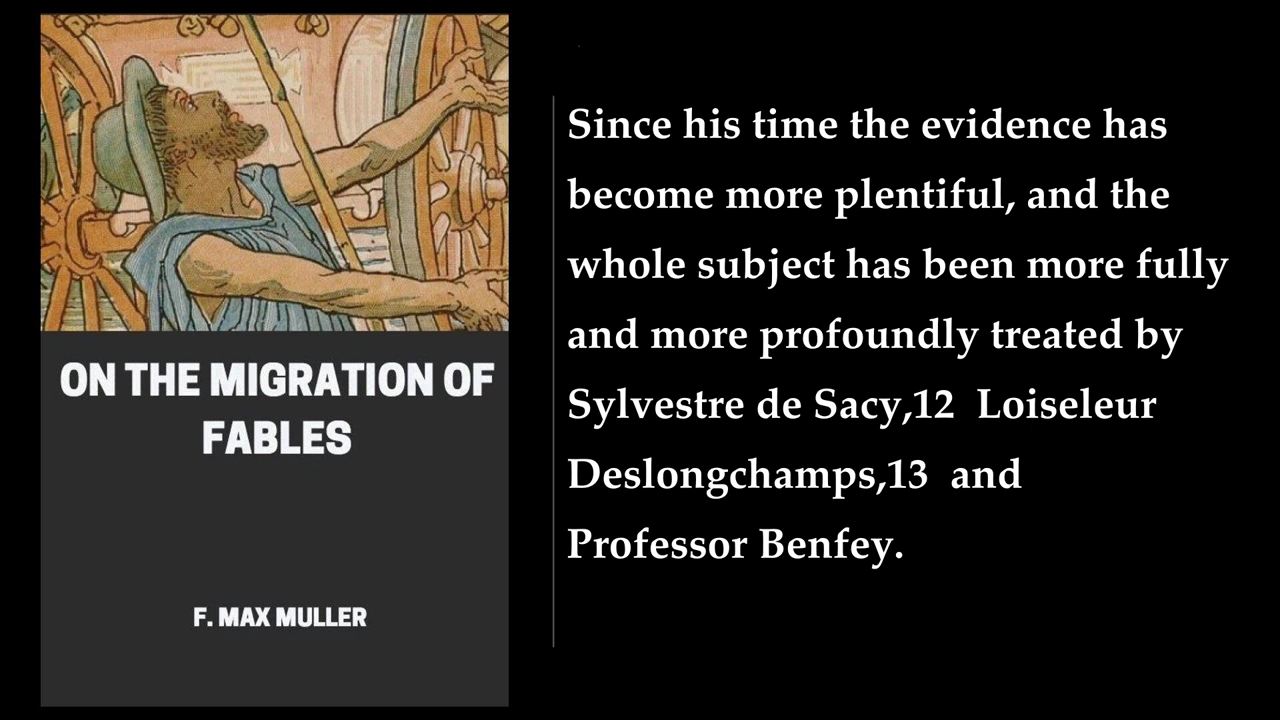 ON THE MIGRATION OF
FABLES
F. MAX MULLER
Since his time the evidence has
become more plentiful, and the
whole subject has been more fully
and more profoundly treated by
Sylvestre de Sacy,12  Loiseleur
Deslongchamps,13  and
Professor Benfey.